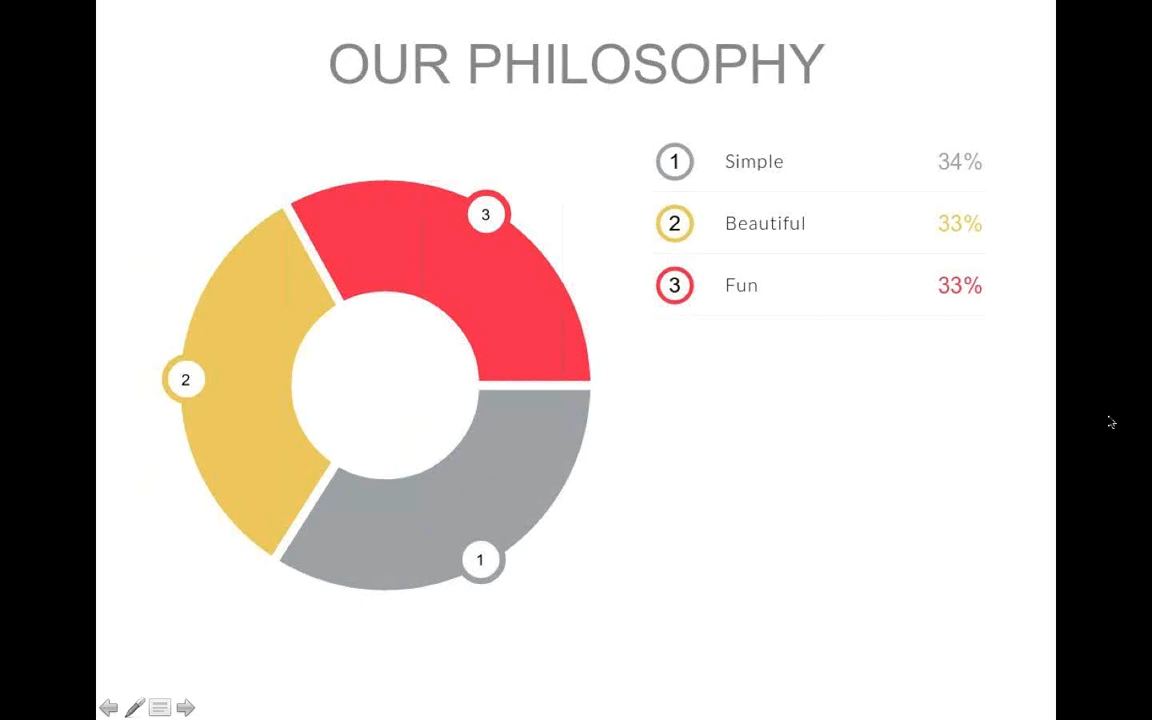 OUR PHILOSOPHY
1 Simple 34%
2 Beautiful 33%
3 Fun 33%
3
2
1